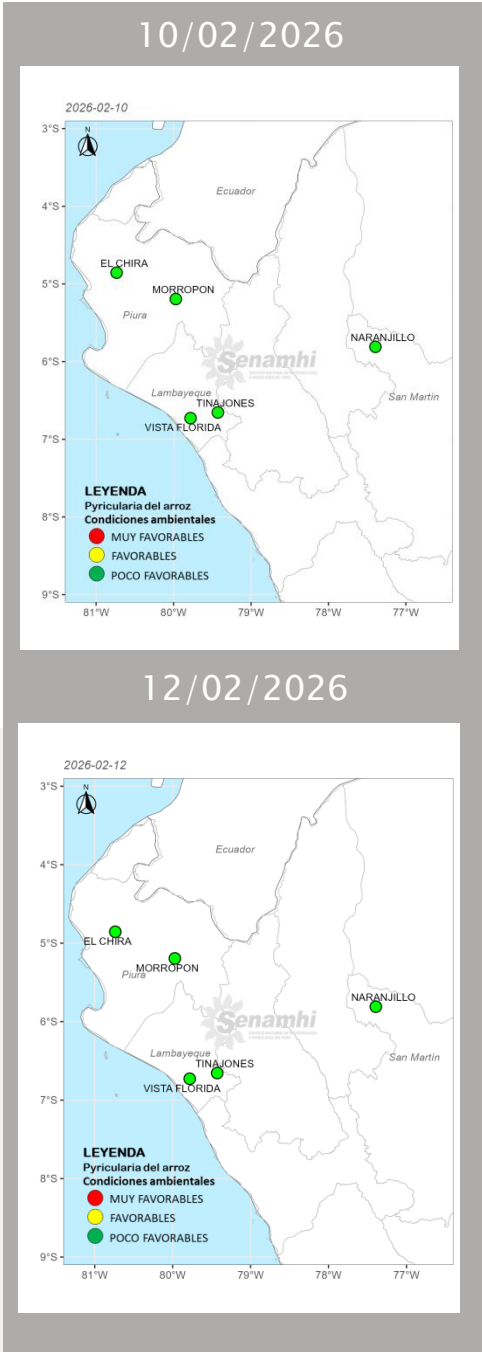 10/02/2026
2026-02-10
N
3°S
4°S
5°S
6°S
7°S
8°S
9°S
Ecuador
EL CHIRA
MORROPON
Piura
NARANJILLO
Senamhi
Lambayeque
San Martín
TINAJONES
VISTA FLORIDA
LEYENDA
Pyricularia del arroz
Condiciones ambientales
MUY FAVORABLES
FAVORABLES
POCO FAVORABLES
81°W 80°W 79°W 78°W 77°W
12/02/2026
2026-02-12
N
3°S
4°S
5°S
6°S
7°S
8°S
9°S
Ecuador
EL CHIRA
MORROPON
Piura
NARANJILLO
Senamhi
Lambayeque
San Martín
TINAJONES
VISTA FLORIDA
LEYENDA
Pyricularia del arroz
Condiciones ambientales
MUY FAVORABLES
FAVORABLES
POCO FAVORABLES
81°W 80°W 79°W 78°W 77°W